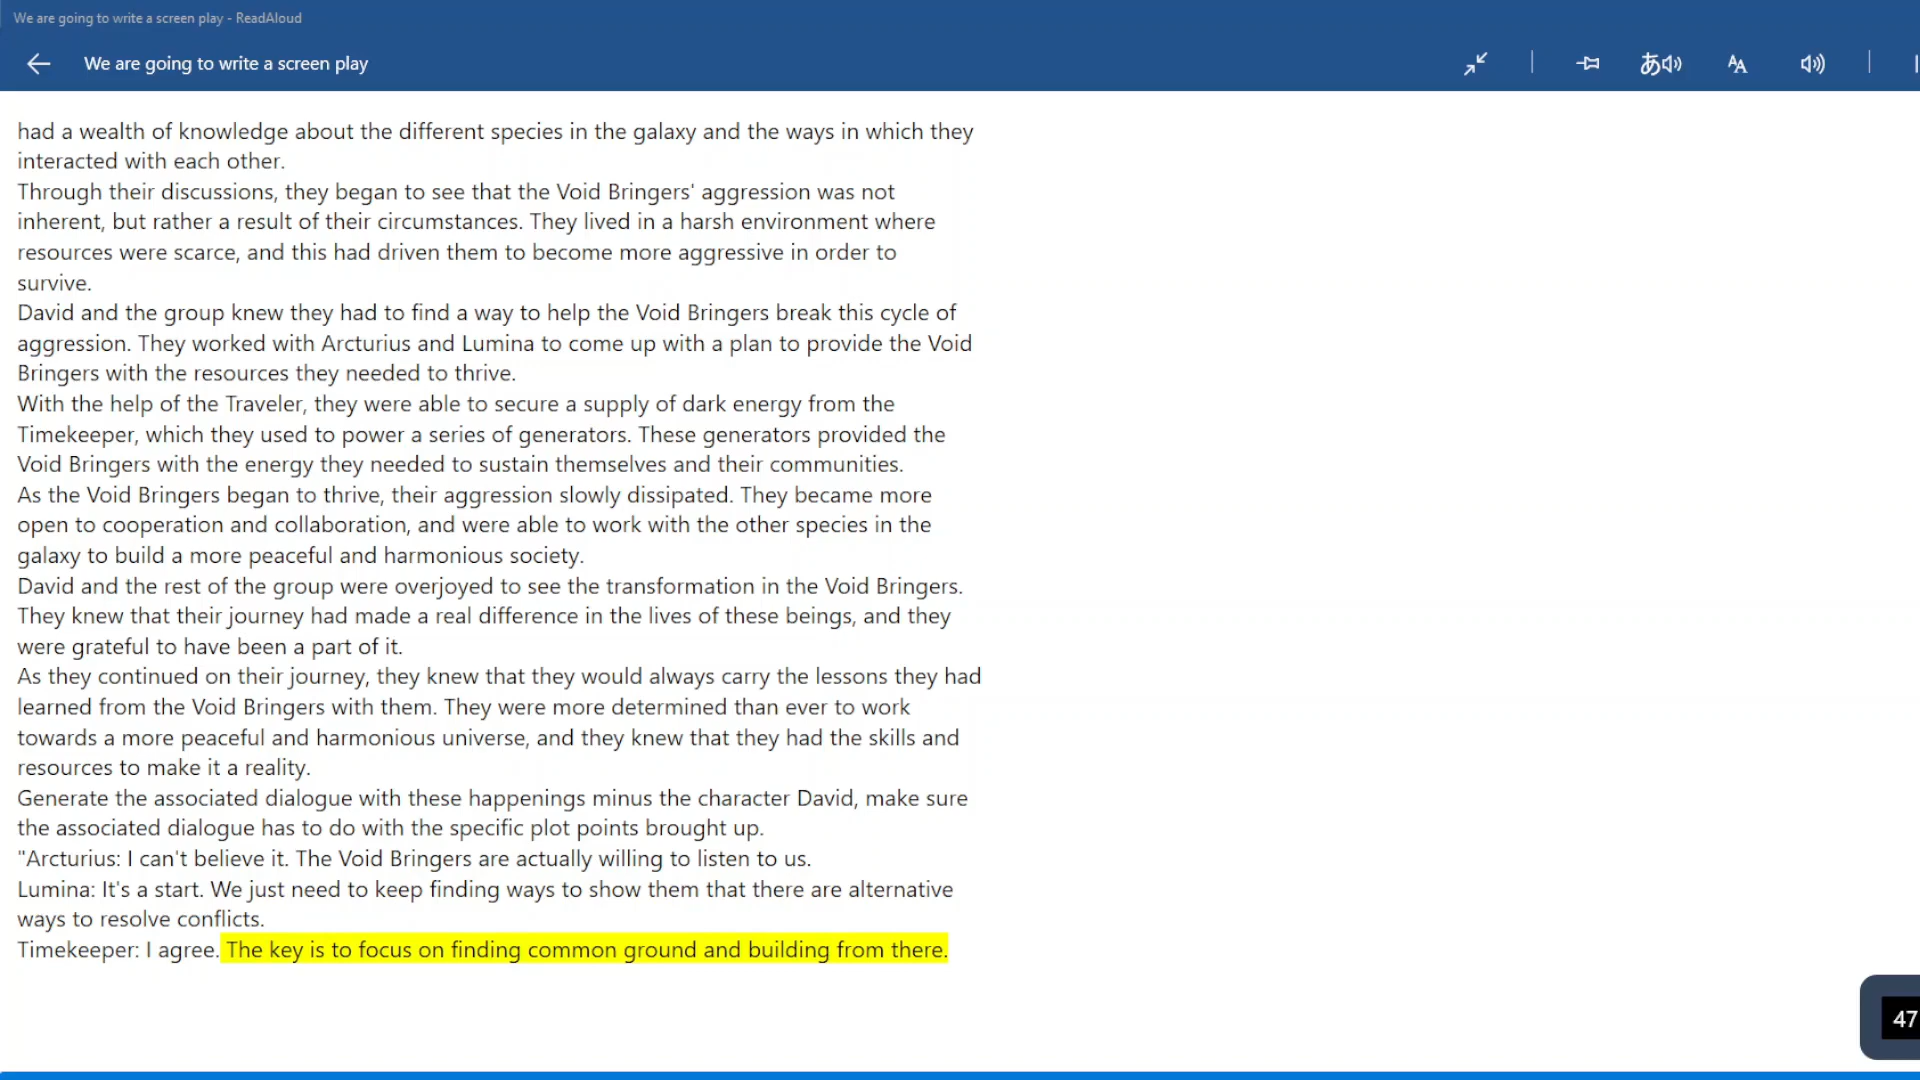 We are going to write a screen play - ReadAloud
We are going to write a screen play
あ
AA
had a wealth of knowledge about the different species in the galaxy and the ways in which they
interacted with each other.
Through their discussions, they began to see that the Void Bringers' aggression was not
inherent, but rather a result of their circumstances. They lived in a harsh environment where
resources were scarce, and this had driven them to become more aggressive in order to
survive.
David and the group knew they had to find a way to help the Void Bringers break this cycle of
aggression. They worked with Arcturius and Lumina to come up with a plan to provide the Void
Bringers with the resources they needed to thrive.
With the help of the Traveler, they were able to secure a supply of dark energy from the
Timekeeper, which they used to power a series of generators. These generators provided the
Void Bringers with the energy they needed to sustain themselves and their communities.
As the Void Bringers began to thrive, their aggression slowly dissipated. They became more
open to cooperation and collaboration, and were able to work with the other species in the
galaxy to build a more peaceful and harmonious society.
David and the rest of the group were overjoyed to see the transformation in the Void Bringers.
They knew that their journey had made a real difference in the lives of these beings, and they
were grateful to have been a part of it.
As they continued on their journey, they knew that they would always carry the lessons they had
learned from the Void Bringers with them. They were more determined than ever to work
towards a more peaceful and harmonious universe, and they knew that they had the skills and
resources to make it a reality.
Generate the associated dialogue with these happenings minus the character David, make sure
the associated dialogue has to do with the specific plot points brought up.
"Arcturius: I can't believe it. The Void Bringers are actually willing to listen to us.
Lumina: It's a start. We just need to keep finding ways to show them that there are alternative
ways to resolve conflicts.
Timekeeper: I agree. The key is to focus on finding common ground and building from there.
47